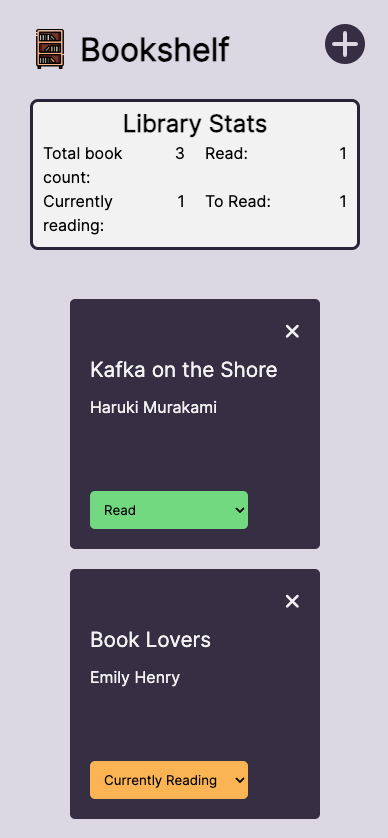 Bookshelf
Library Stats
Total book count: 3 Read: 1
Currently reading: 1 To Read: 1
Kafka on the Shore
Haruki Murakami
Read
Book Lovers
Emily Henry
Currently Reading